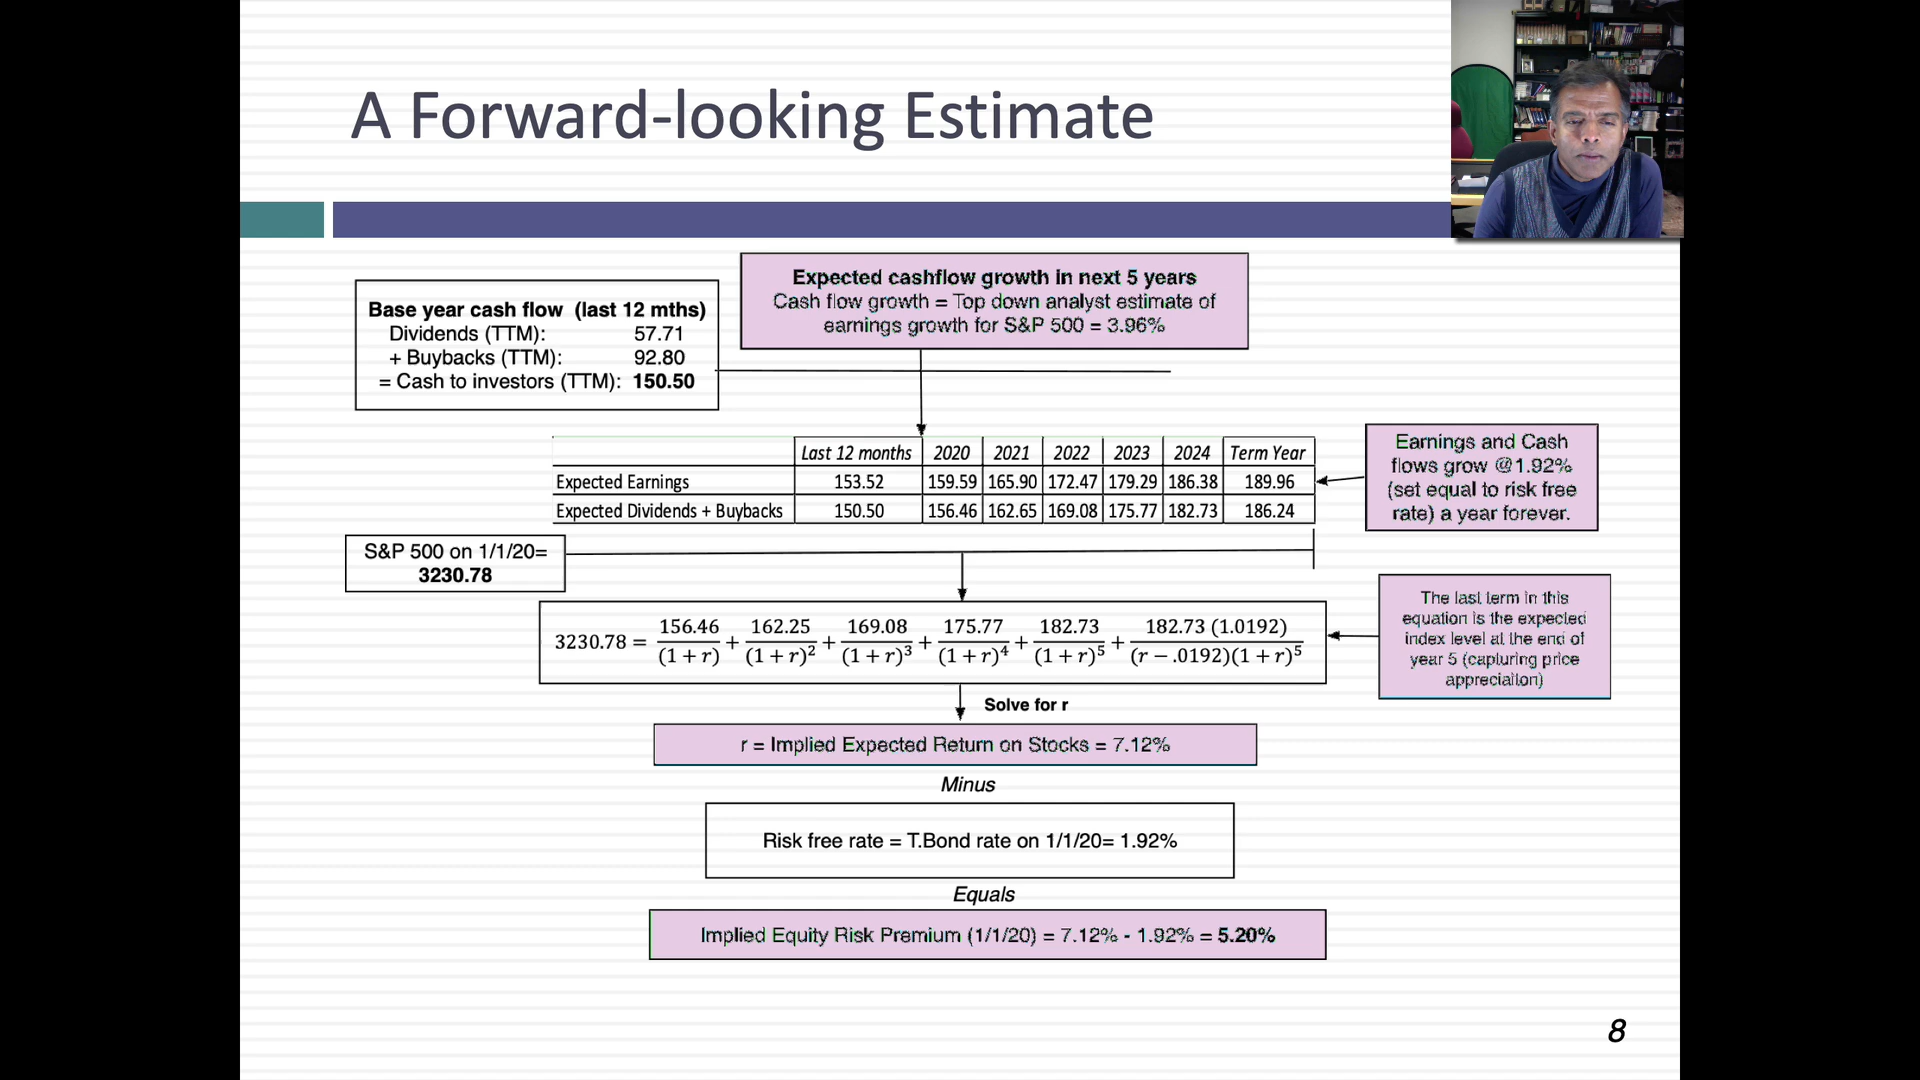 A Forward-looking Estimate
Expected cashflow growth in next 5 years
Cash flow growth = Top down analyst estimate of
earnings growth for S&P 500 = 3.96%
Base year cash flow (last 12 mths)
Dividends (TTM): 57.71
+ Buybacks (TTM): 92.80
= Cash to investors (TTM): 150.50
Last 12 months 2020 2021 2022 2023 2024 Term Year
Expected Earnings 153.52 159.59 165.90 172.47 179.29 186.38 189.96
Expected Dividends + Buybacks 150.50 156.46 162.65 169.08 175.77 182.73 186.24
Earnings and Cash
flows grow @1.92%
(set equal to risk free
rate) a year forever.
S&P 500 on 1/1/20=
3230.78
3230.78 = 156.46/(1 + r) + 162.25/(1 + r)² + 169.08/(1 + r)³ + 175.77/(1 + r)⁴ + 182.73/(1 + r)⁵ + 182.73 (1.0192)/(r − .0192)(1 + r)⁵
The last term in this
equation is the expected
index level at the end of
year 5 (capturing price
appreciation)
Solve for r
r = Implied Expected Return on Stocks = 7.12%
Minus
Risk free rate = T.Bond rate on 1/1/20= 1.92%
Equals
Implied Equity Risk Premium (1/1/20) = 7.12% - 1.92% = 5.20%
8